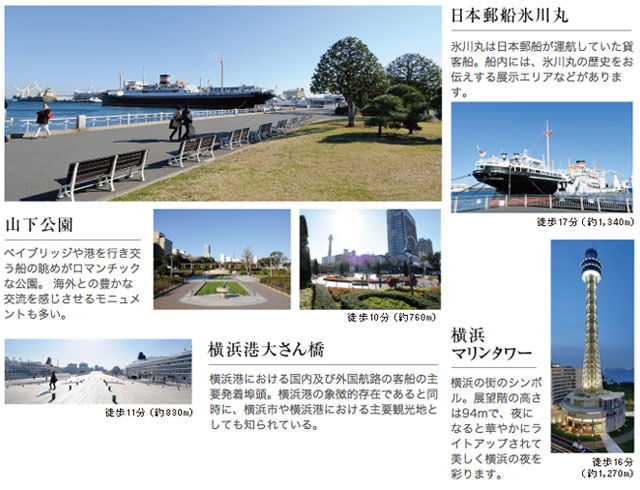 日本郵船氷川丸
氷川丸は日本郵船が運航していた貨
客船。船内には、氷川丸の歴史をお
伝えする展示エリアなどがありま
す。
徒歩17分（約1,340m）
山下公園
ベイブリッジや港を行き交
う船の眺めがロマンチック
な公園。 海外との豊かな
交流を感じさせるモニュメ
ントも多い。
徒歩10分（約760m）
横浜港大さん橋
横浜港における国内及び外国航路の客船の主
要発着埠頭。横浜港の象徴的存在であると同
時に、横浜市や横浜港における主要観光地と
しても知られている。
徒歩11分（約830m）
横浜
マリンタワー
横浜の街のシンボ
ル。展望階の高さ
は94mで、夜に
なると華やかにラ
イトアップされて
美しく横浜の夜を
彩ります。
徒歩16分
（約1,270m）